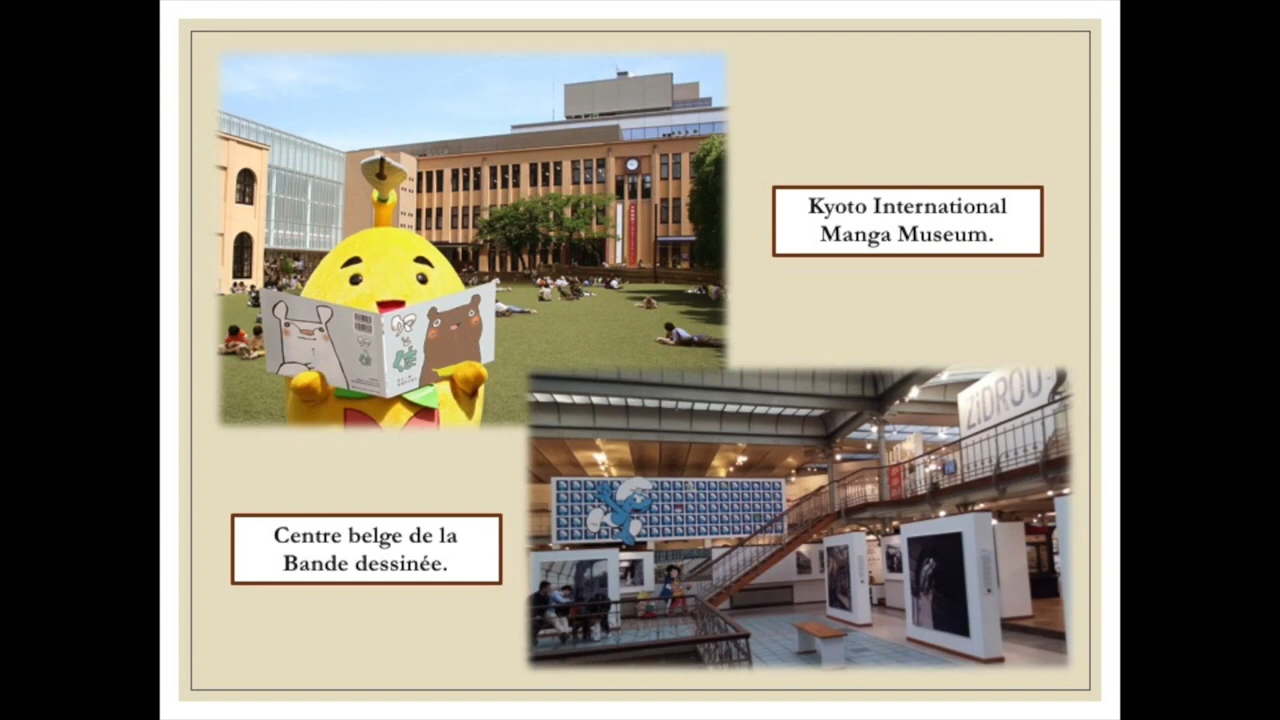 Kyoto International
Manga Museum.
ZiDROU
Centre belge de la
Bande dessinée.